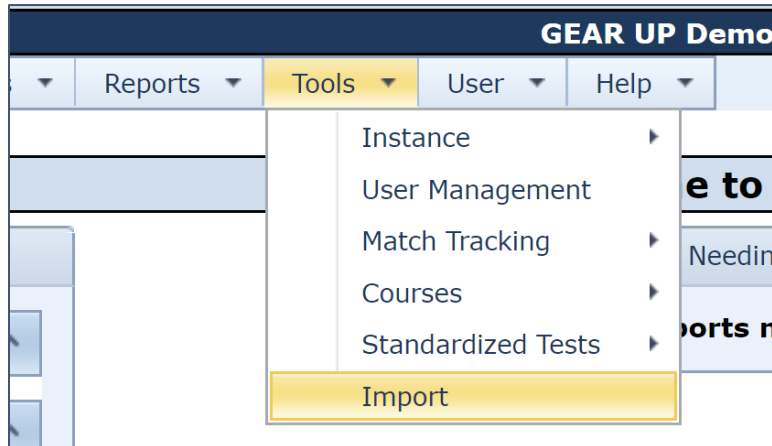 GEAR UP Demo
Reports Tools User Help
Instance
User Management
e to
Match Tracking
Needin
Courses
Standardized Tests
ports n
Import